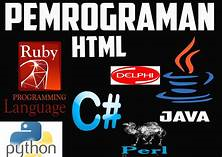 PEMROGRAMAN
HTML
Ruby
PROGRAMMING
Language
DELPHI
C#
JAVA
python
Perl